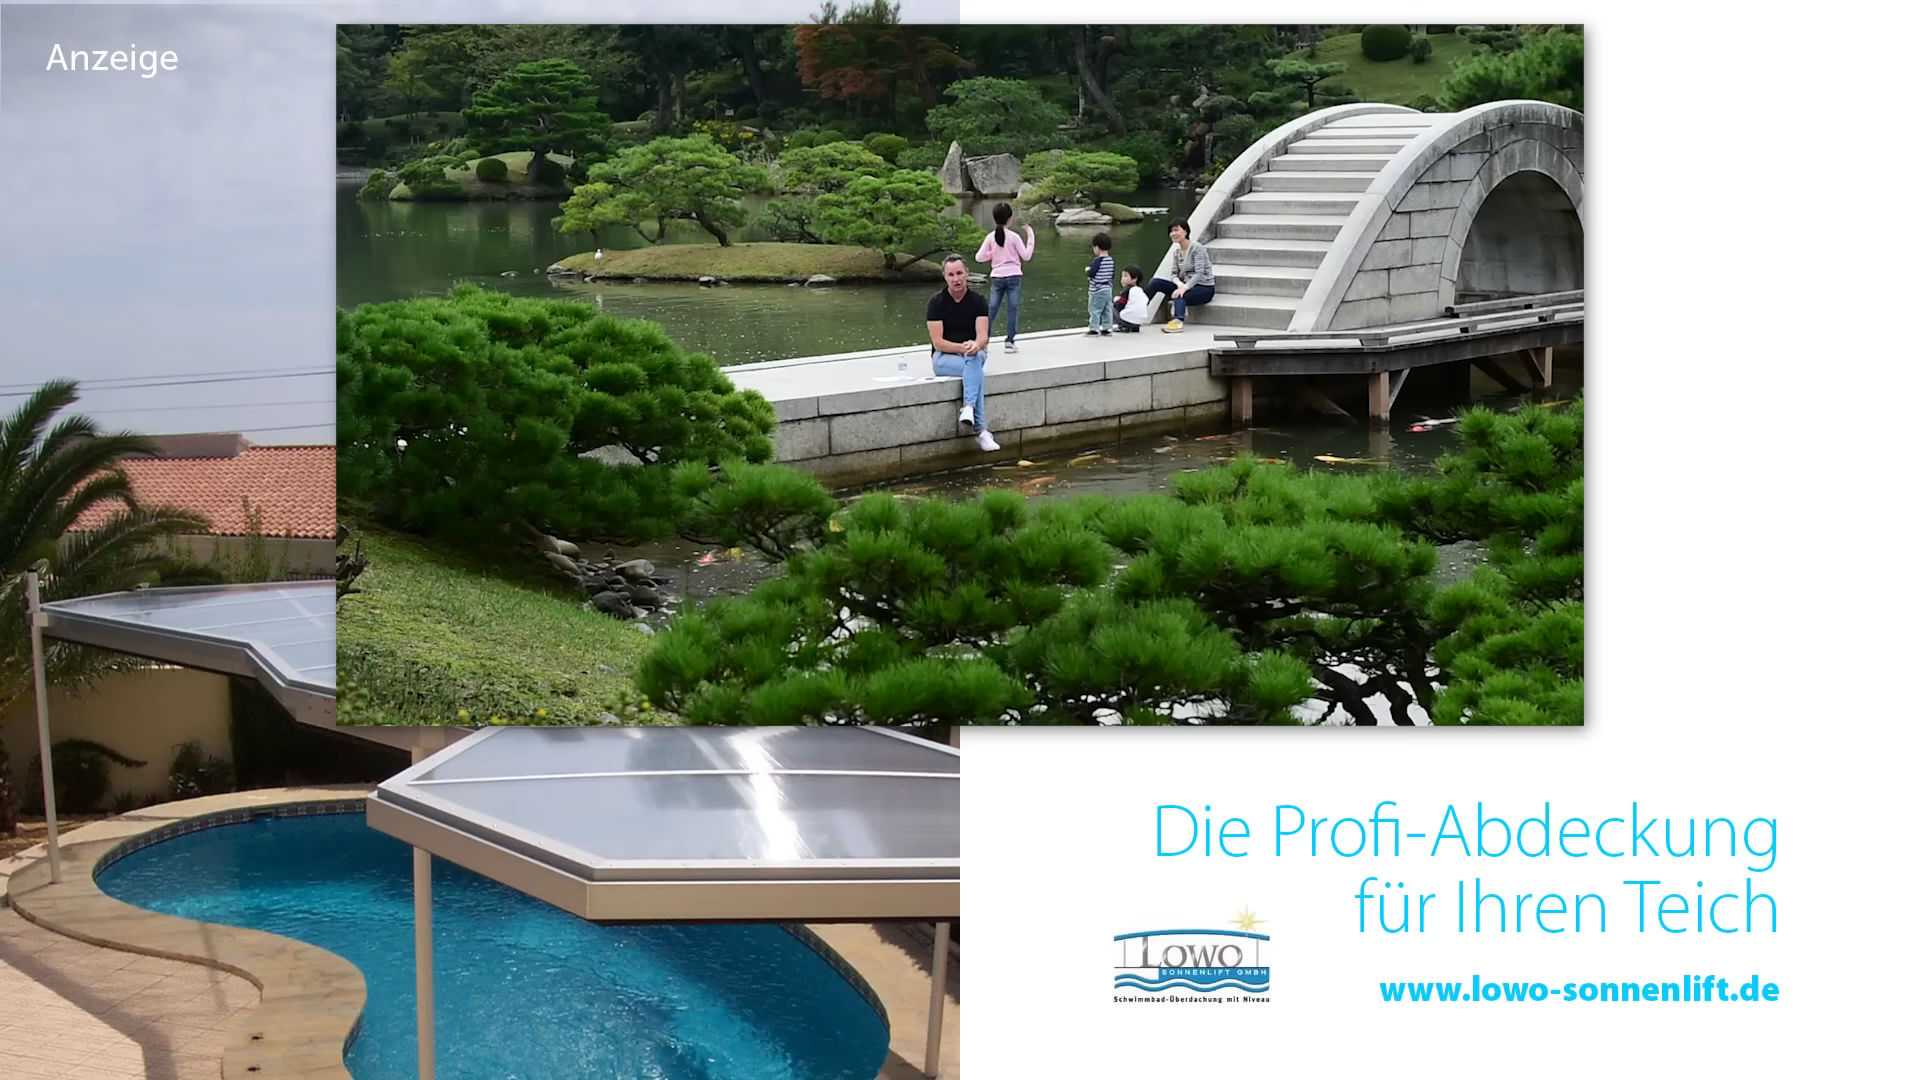 Anzeige
Die Profi-Abdeckung
für Ihren Teich
LOWO
SONNENLIFT GMBH
Schwimmbad-Überdachung mit Niveau
www.lowo-sonnenlift.de